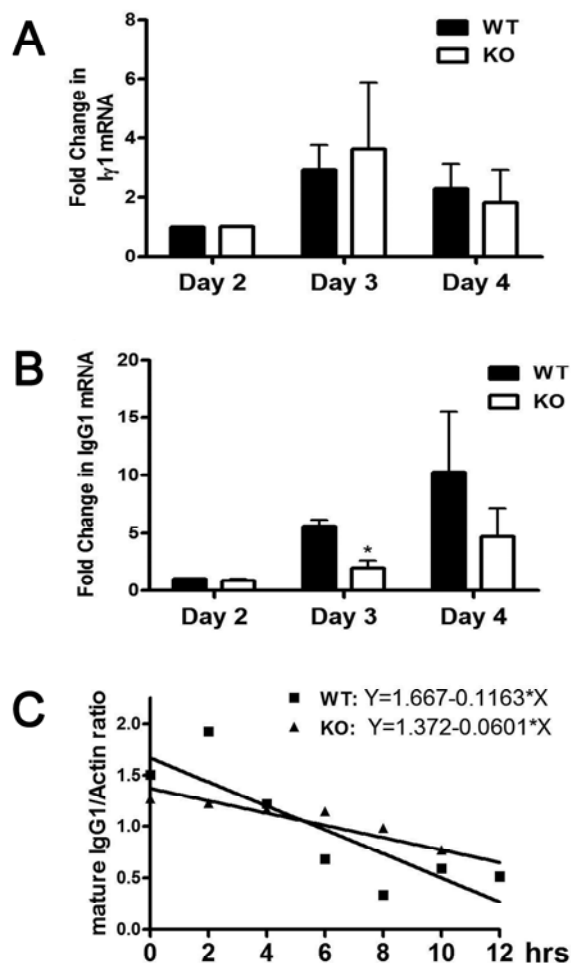 A
WT
KO
Fold Change in
Iγ1 mRNA
8
6
4
2
0
Day 2
Day 3
Day 4
B
WT
KO
Fold Change in IgG1 mRNA
20
15
10
5
0
*
Day 2
Day 3
Day 4
C
WT: Y=1.667-0.1163*X
KO: Y=1.372-0.0601*X
mature IgG1/Actin ratio
2.0
1.5
1.0
0.5
0.0
0 2 4 6 8 10 12 hrs